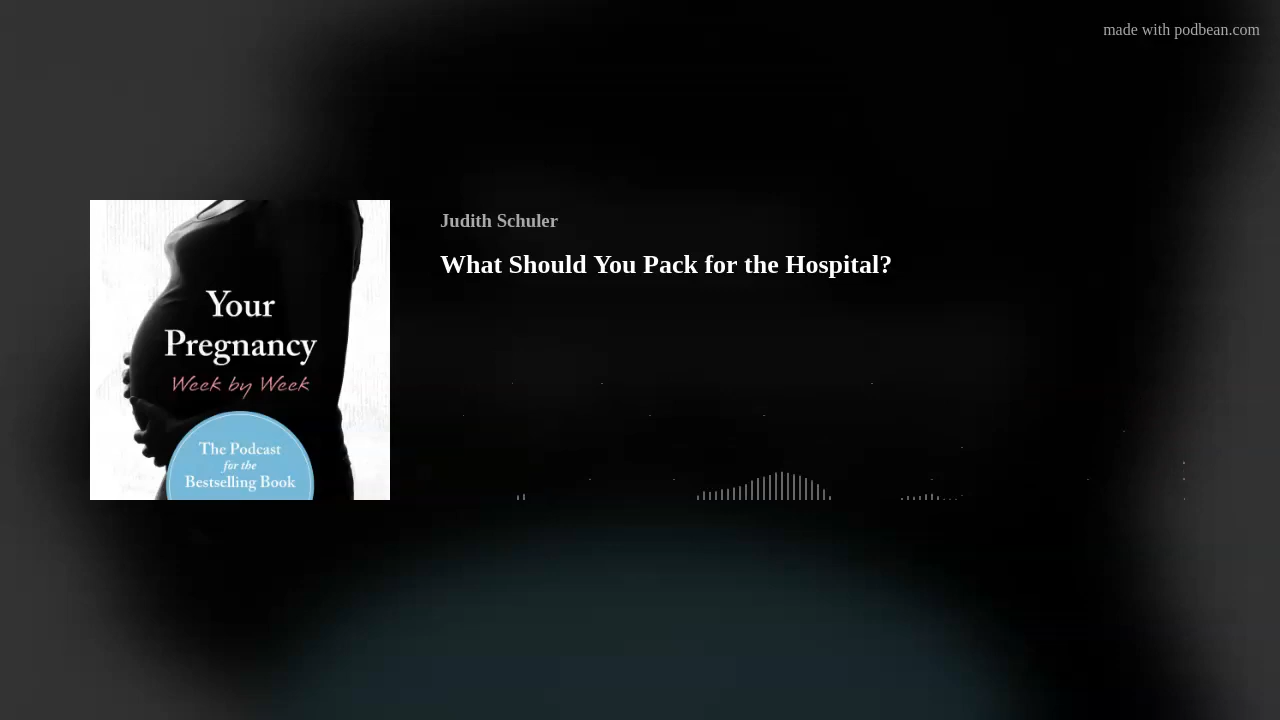 made with podbean.com
Judith Schuler
What Should You Pack for the Hospital?
Your
Pregnancy
Week by Week
The Podcast
for the
Bestselling Book